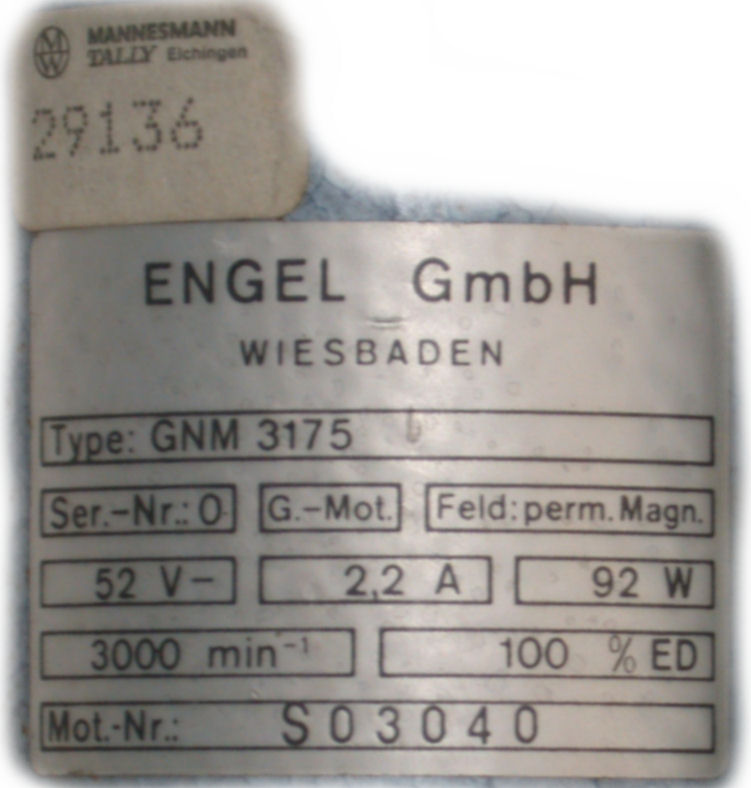 MW
MANNESMANN
TALLY Elchingen
29136
ENGEL GmbH
WIESBADEN
Type: GNM 3175
Ser.-Nr.: O G.-Mot. Feld: perm. Magn.
52 V– 2,2 A 92 W
3000 min⁻¹ 100 % ED
Mot.-Nr.: S03040